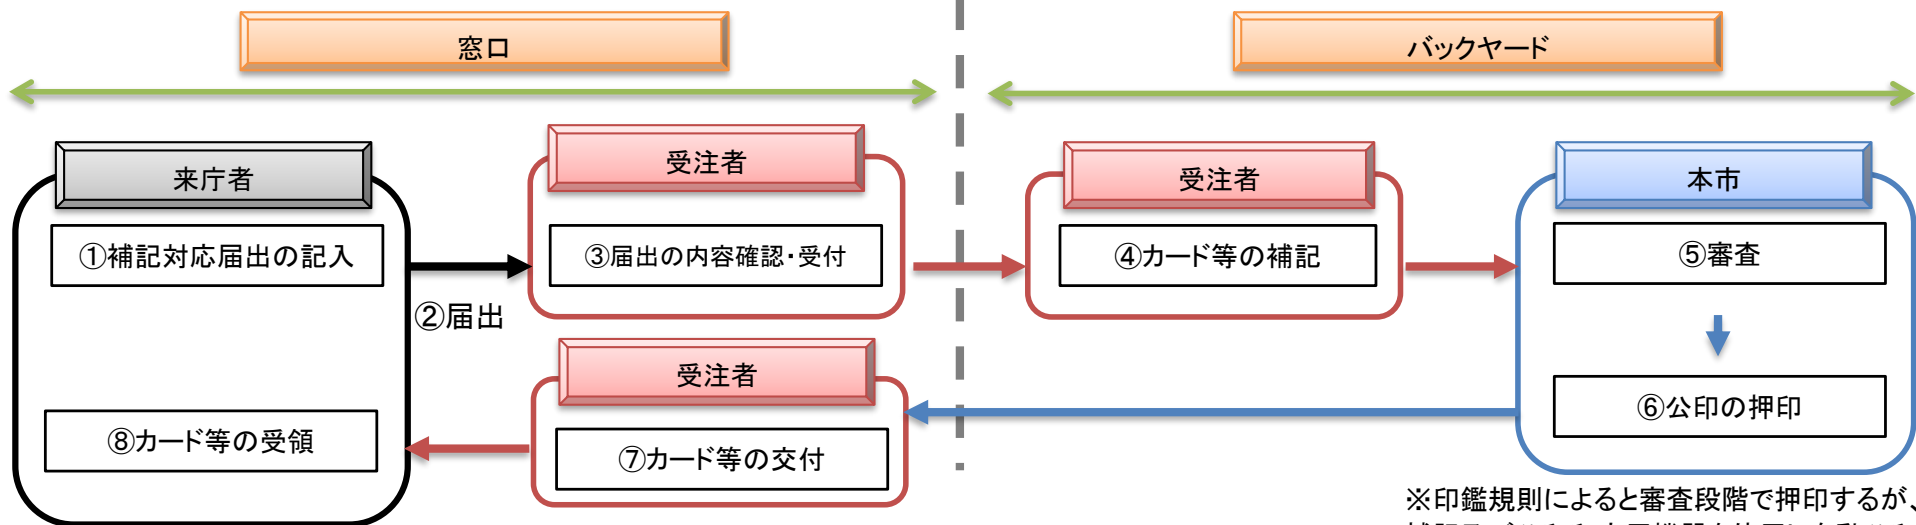 窓口
バックヤード
来庁者
①補記対応届出の記入
②届出
受注者
③届出の内容確認・受付
受注者
④カード等の補記
本市
⑤審査
⑥公印の押印
受注者
⑦カード等の交付
⑧カード等の受領
※印鑑規則によると審査段階で押印するが、